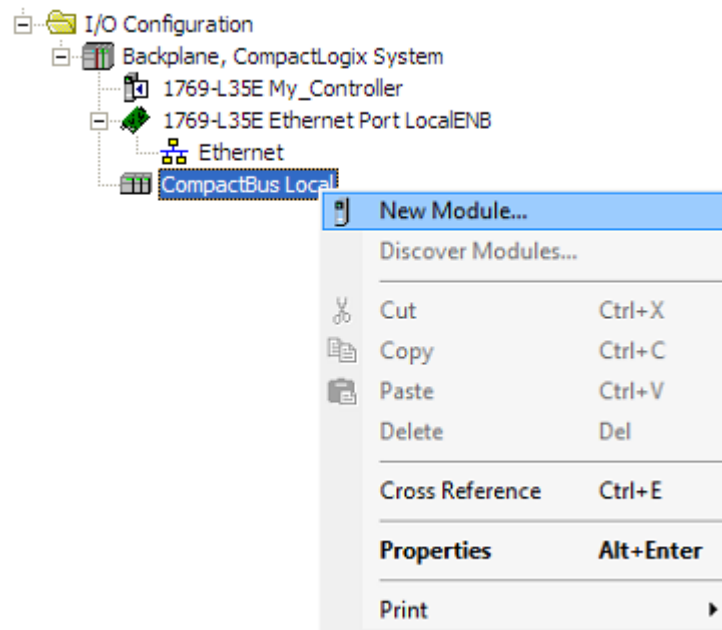 I/O Configuration
Backplane, CompactLogix System
1769-L35E My_Controller
1769-L35E Ethernet Port LocalENB
Ethernet
CompactBus Local
New Module...
Discover Modules...
Cut Ctrl+X
Copy Ctrl+C
Paste Ctrl+V
Delete Del
Cross Reference Ctrl+E
Properties Alt+Enter
Print